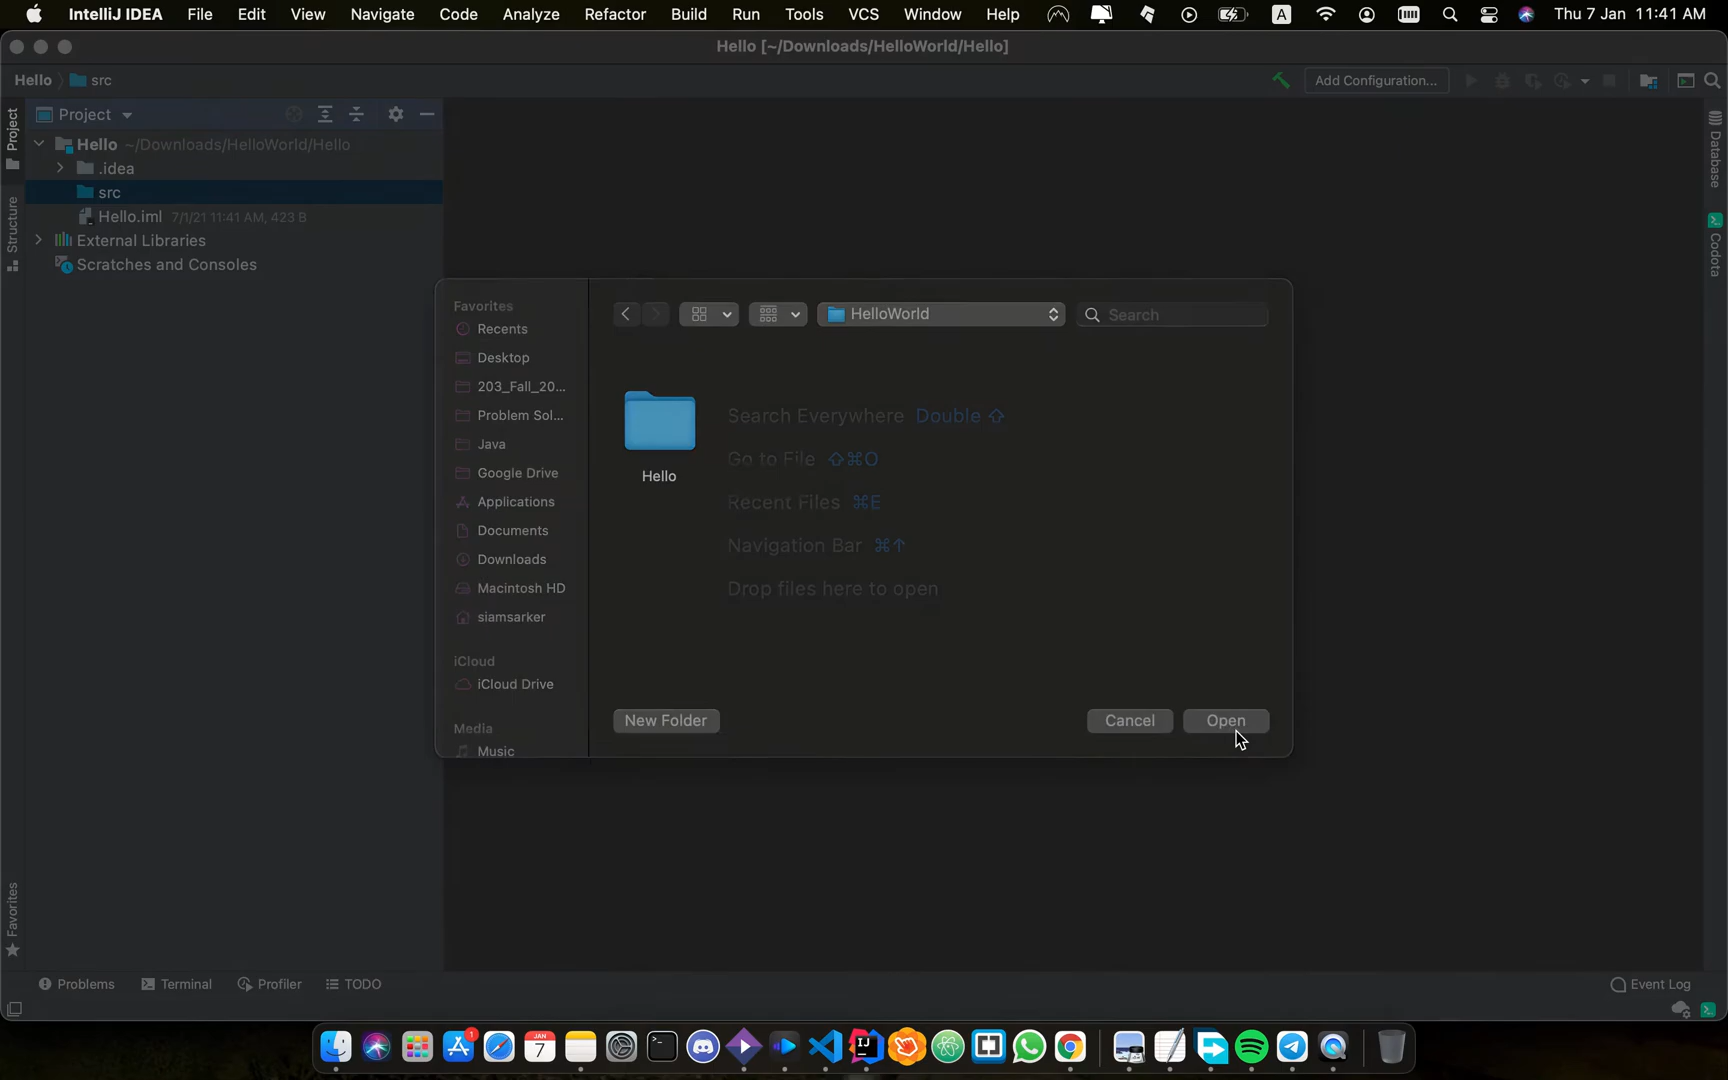 IntelliJ IDEA File Edit View Navigate Code Analyze Refactor Build Run Tools VCS Window Help A Thu 7 Jan 11:41 AM
Hello [~/Downloads/HelloWorld/Hello]
Hello src Add Configuration...
Project
Hello ~/Downloads/HelloWorld/Hello
.idea
src
Hello.iml 7/1/21 11:41 AM, 423 B
External Libraries
Scratches and Consoles
Project
Structure
Favorites
Database
Codota
Favorites
Recents
Desktop
203_Fall_20...
Problem Sol...
Java
Google Drive
Applications
Documents
Downloads
Macintosh HD
siamsarker
iCloud
iCloud Drive
Media
Music
HelloWorld
Search
Hello
Search Everywhere Double ⇧
Go to File ⇧⌘O
Recent Files ⌘E
Navigation Bar ⌘↑
Drop files here to open
New Folder Cancel Open
Problems Terminal Profiler TODO Event Log
1
JAN
7
IJ